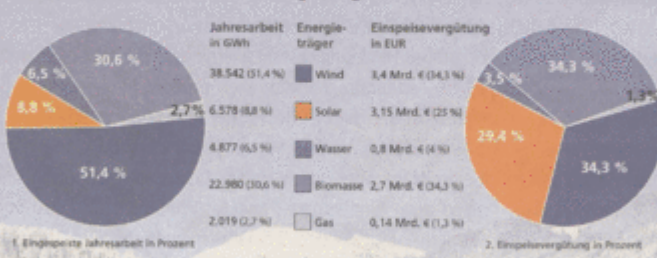 Jahresarbeit in GWh
Energie-träger
Einspeisevergütung in EUR
38.542 (51,4 %) Wind 3,4 Mrd. € (34,3 %)
6.578 (8,8 %) Solar 3,15 Mrd. € (25 %)
4.877 (6,5 %) Wasser 0,8 Mrd. € (4 %)
22.980 (30,6 %) Biomasse 2,7 Mrd. € (34,3 %)
2.019 (2,7 %) Gas 0,14 Mrd. € (1,3 %)
30,6 %
6,5 %
8,8 %
2,7%
51,4 %
34,3 %
3,5 %
1,3%
29,4 %
34,3 %
1. Eingespeiste Jahresarbeit in Prozent
2. Einspeisevergütung in Prozent